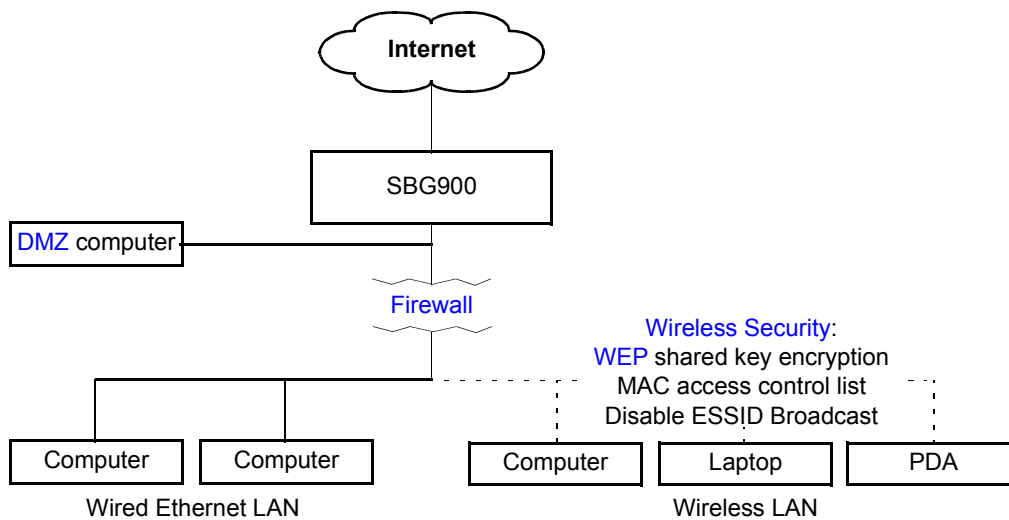 Internet
SBG900
DMZ computer
Firewall
Wireless Security:
WEP shared key encryption
MAC access control list
Disable ESSID Broadcast
Computer
Computer
Computer
Laptop
PDA
Wired Ethernet LAN
Wireless LAN